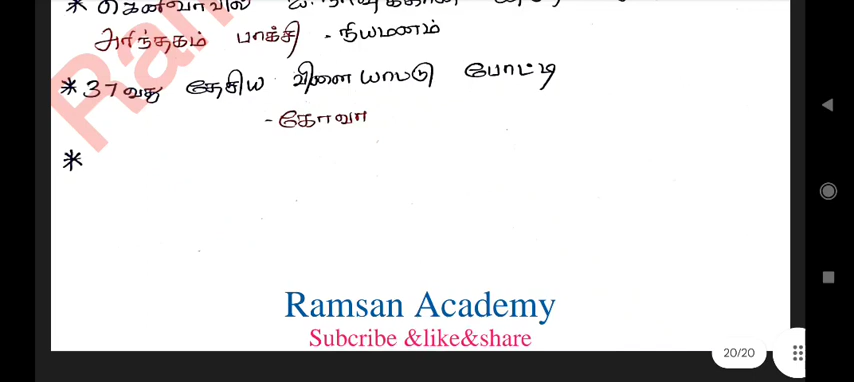 * கெனிவாவில் ஐ.நாவுக்கான
அரிந்தகம் பாக்சி - நியமனம்
* 37வது தேசிய விளையாட்டு போட்டி
- கோவா
*
Ramsan Academy
Subcribe &like&share
20/20